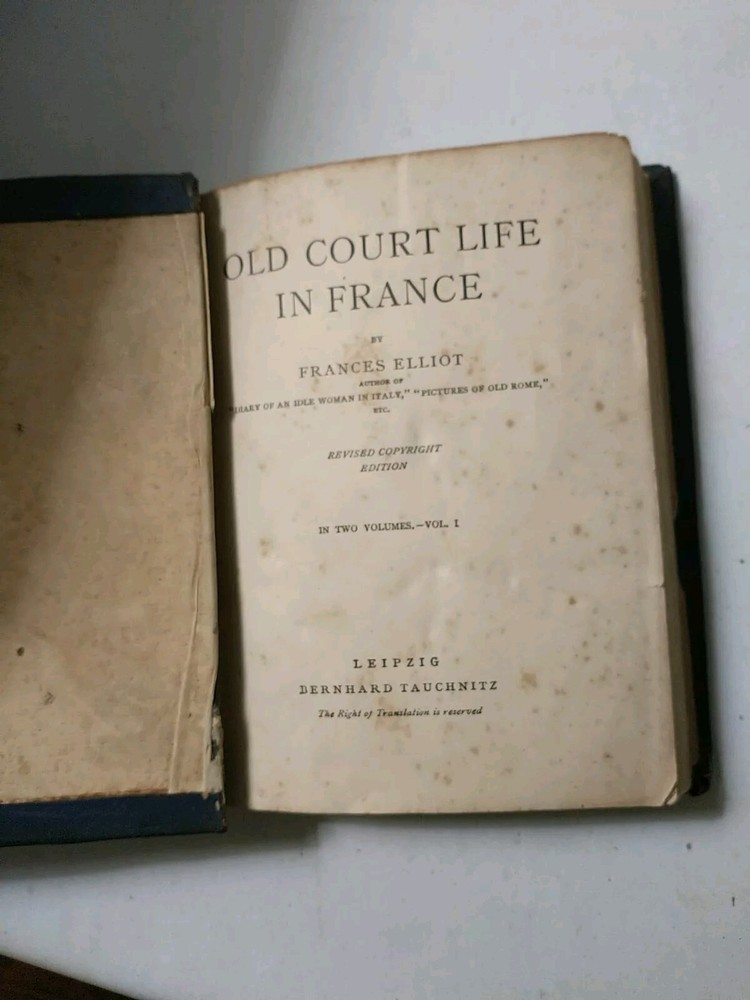 OLD COURT LIFE
IN FRANCE
BY
FRANCES ELLIOT
AUTHOR OF
"DIARY OF AN IDLE WOMAN IN ITALY," "PICTURES OF OLD ROME,"
ETC.
REVISED COPYRIGHT
EDITION
IN TWO VOLUMES.—VOL. I
LEIPZIG
BERNHARD TAUCHNITZ
The Right of Translation is reserved